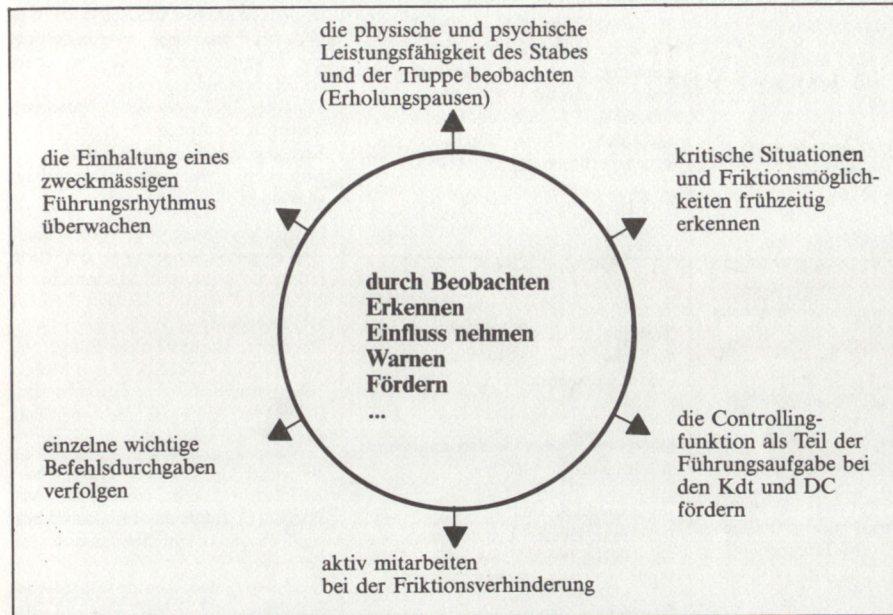 die physische und psychische
Leistungsfähigkeit des Stabes
und der Truppe beobachten
(Erholungspausen)
die Einhaltung eines
zweckmässigen
Führungsrhythmus
überwachen
kritische Situationen
und Friktionsmöglich-
keiten frühzeitig
erkennen
durch Beobachten
Erkennen
Einfluss nehmen
Warnen
Fördern
...
einzelne wichtige
Befehlsdurchgaben
verfolgen
die Controlling-
funktion als Teil der
Führungsaufgabe bei
den Kdt und DC
fördern
aktiv mitarbeiten
bei der Friktionsverhinderung